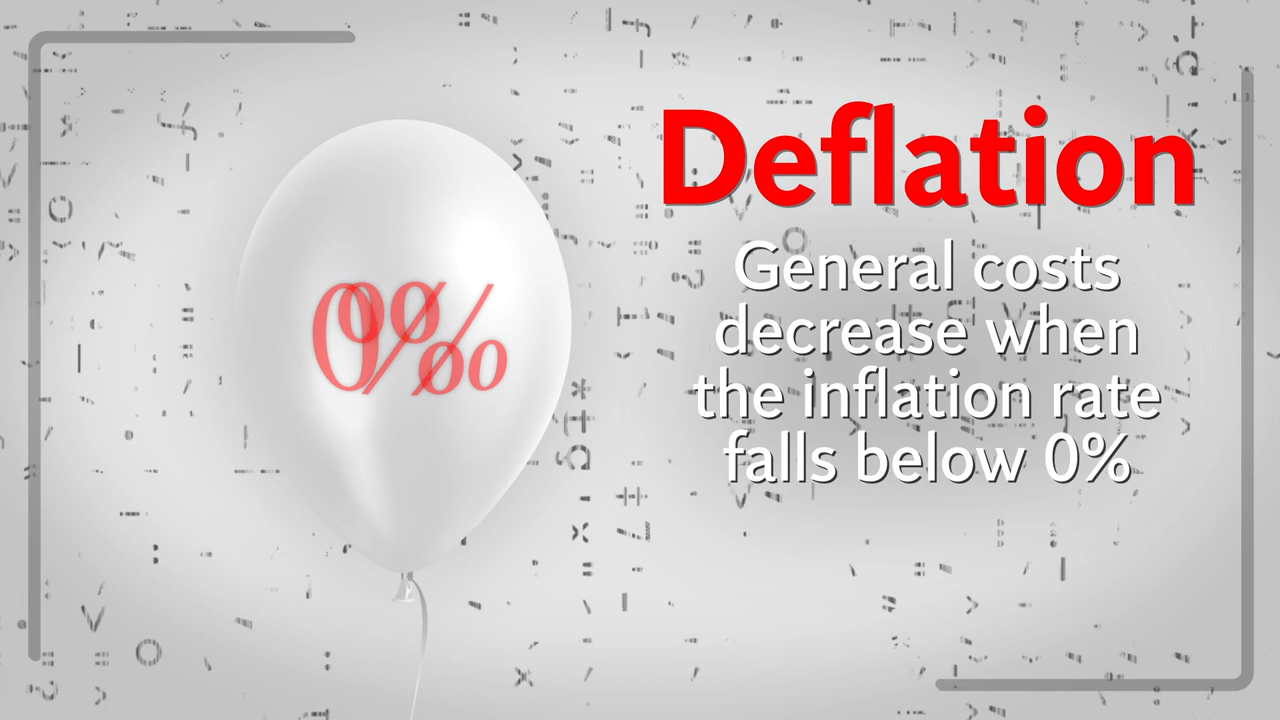 0%
Deflation
General costs
decrease when
the inflation rate
falls below 0%